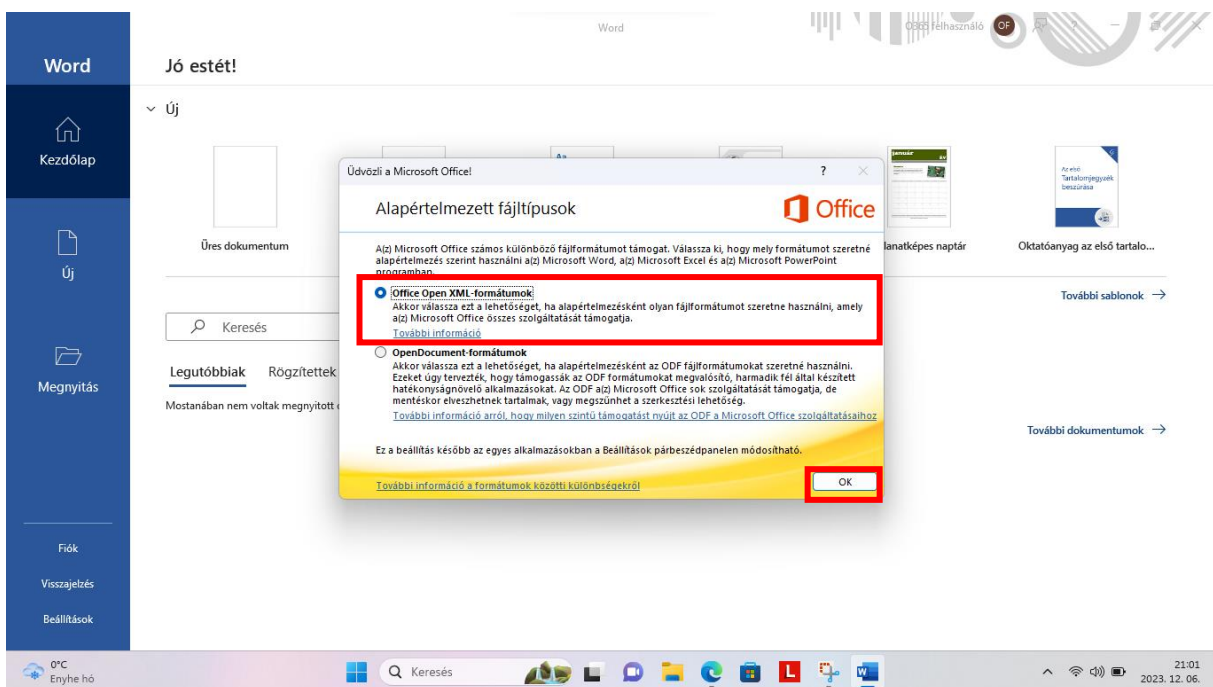 Word
O365 felhasználó OF
Word
Jó estét!
Új
Kezdőlap
Új
Megnyitás
Üres dokumentum
lanatképes naptár
Oktatóanyag az első tartalo...
január
Az első
Tartalomjegyzék
beszúrása
További sablonok
Keresés
Legutóbbiak Rögzítettek
Mostanában nem voltak megnyitott
További dokumentumok
Üdvözli a Microsoft Office!
Alapértelmezett fájltípusok
Office
A(z) Microsoft Office számos különböző fájlformátumot támogat. Válassza ki, hogy mely formátumot szeretné
alapértelmezés szerint használni a(z) Microsoft Word, a(z) Microsoft Excel és a(z) Microsoft PowerPoint
programban.
Office Open XML-formátumok
Akkor válassza ezt a lehetőséget, ha alapértelmezésként olyan fájlformátumot szeretne használni, amely
a(z) Microsoft Office összes szolgáltatását támogatja.
További információ
OpenDocument-formátumok
Akkor válassza ezt a lehetőséget, ha alapértelmezésként az ODF fájlformátumokat szeretné használni.
Ezeket úgy tervezték, hogy támogassák az ODF formátumokat megvalósító, harmadik fél által készített
hatékonyságnövelő alkalmazásokat. Az ODF a(z) Microsoft Office sok szolgáltatását támogatja, de
mentéskor elveszhetnek tartalmak, vagy megszűnhet a szerkesztési lehetőség.
További információ arról, hogy milyen szintű támogatást nyújt az ODF a Microsoft Office szolgáltatásaihoz
Ez a beállítás később az egyes alkalmazásokban a Beállítások párbeszédpanelen módosítható.
További információ a formátumok közötti különbségekről
OK
Fiók
Visszajelzés
Beállítások
0°C
Enyhe hó
Keresés
21:01
2023. 12. 06.